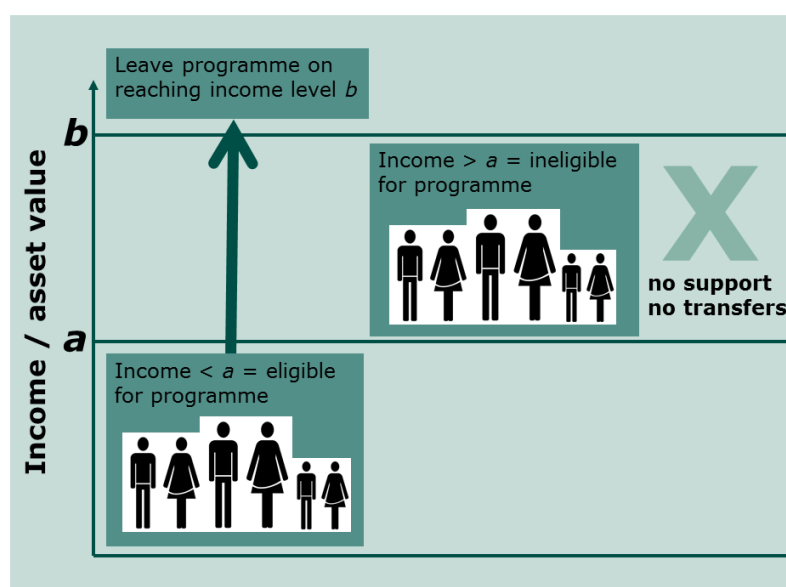 Leave programme on
reaching income level b
b
Income > a = ineligible
for programme
no support
no transfers
a
Income < a = eligible
for programme
Income / asset value
X